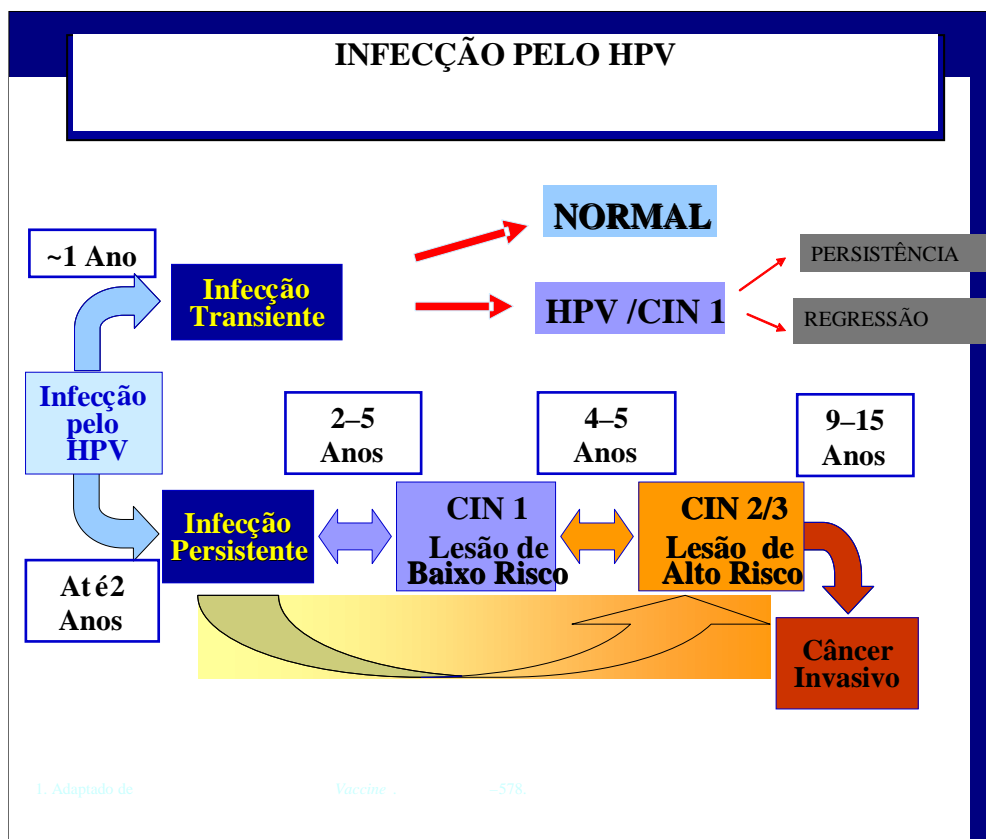 INFECÇÃO PELO HPV
NORMAL
~1 Ano
PERSISTÊNCIA
Infecção
Transiente
HPV /CIN 1
REGRESSÃO
Infecção
pelo
HPV
2–5
Anos
4–5
Anos
9–15
Anos
Infecção
Persistente
CIN 1
Lesão de
Baixo Risco
CIN 2/3
Lesão de
Alto Risco
Até2
Anos
Câncer
Invasivo
1. Adaptado de Vaccine . –578.